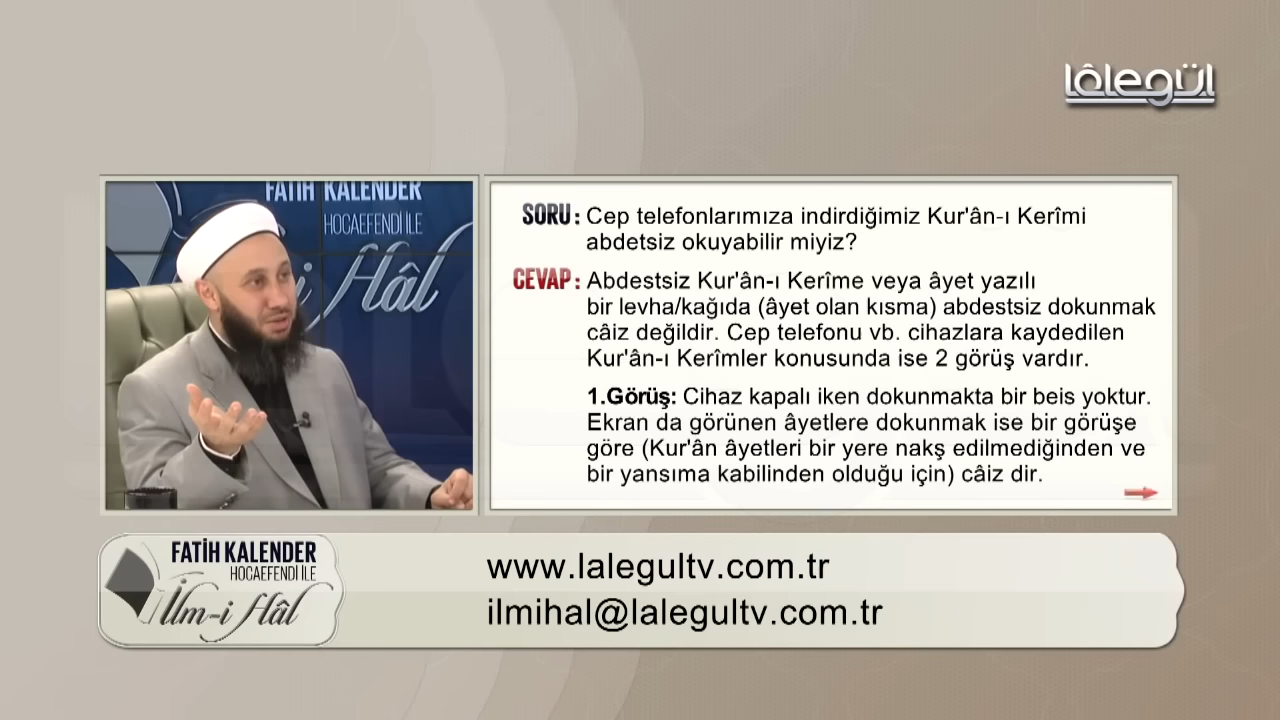 lâlegül
FATİH KALENDER
HOCAEFENDİ İLE
i Hâl
SORU: Cep telefonlarımıza indirdiğimiz Kur'ân-ı Kerîmi
abdetsiz okuyabilir miyiz?
CEVAP: Abdestsiz Kur'ân-ı Kerîme veya âyet yazılı
bir levha/kağıda (âyet olan kısma) abdestsiz dokunmak
câiz değildir. Cep telefonu vb. cihazlara kaydedilen
Kur'ân-ı Kerîmler konusunda ise 2 görüş vardır.
1.Görüş: Cihaz kapalı iken dokunmakta bir beis yoktur.
Ekran da görünen âyetlere dokunmak ise bir görüşe
göre (Kur'ân âyetleri bir yere nakş edilmediğinden ve
bir yansıma kabilinden olduğu için) câiz dir.
FATİH KALENDER
HOCAEFENDİ İLE
İlm-i Hâl
www.lalegultv.com.tr
ilmihal@lalegultv.com.tr